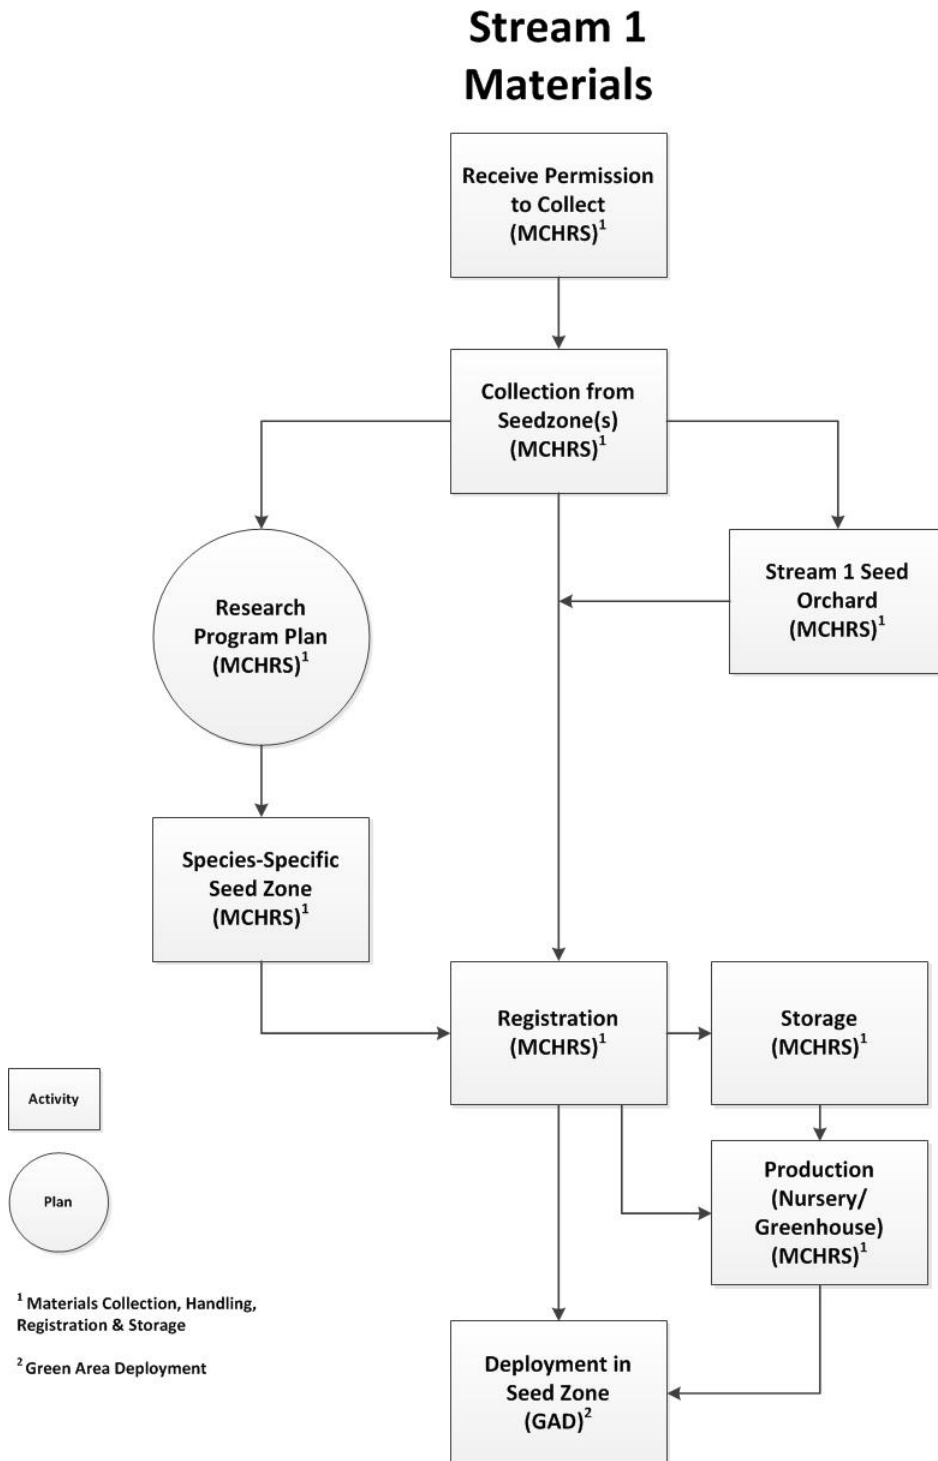 Stream 1
Materials
Receive Permission
to Collect
(MCHRS)1
Collection from
Seedzone(s)
(MCHRS)1
Research
Program Plan
(MCHRS)1
Stream 1 Seed
Orchard
(MCHRS)1
Species-Specific
Seed Zone
(MCHRS)1
Registration
(MCHRS)1
Storage
(MCHRS)1
Activity
Plan
Production
(Nursery/
Greenhouse)
(MCHRS)1
1 Materials Collection, Handling,
Registration & Storage
2 Green Area Deployment
Deployment in
Seed Zone
(GAD)2